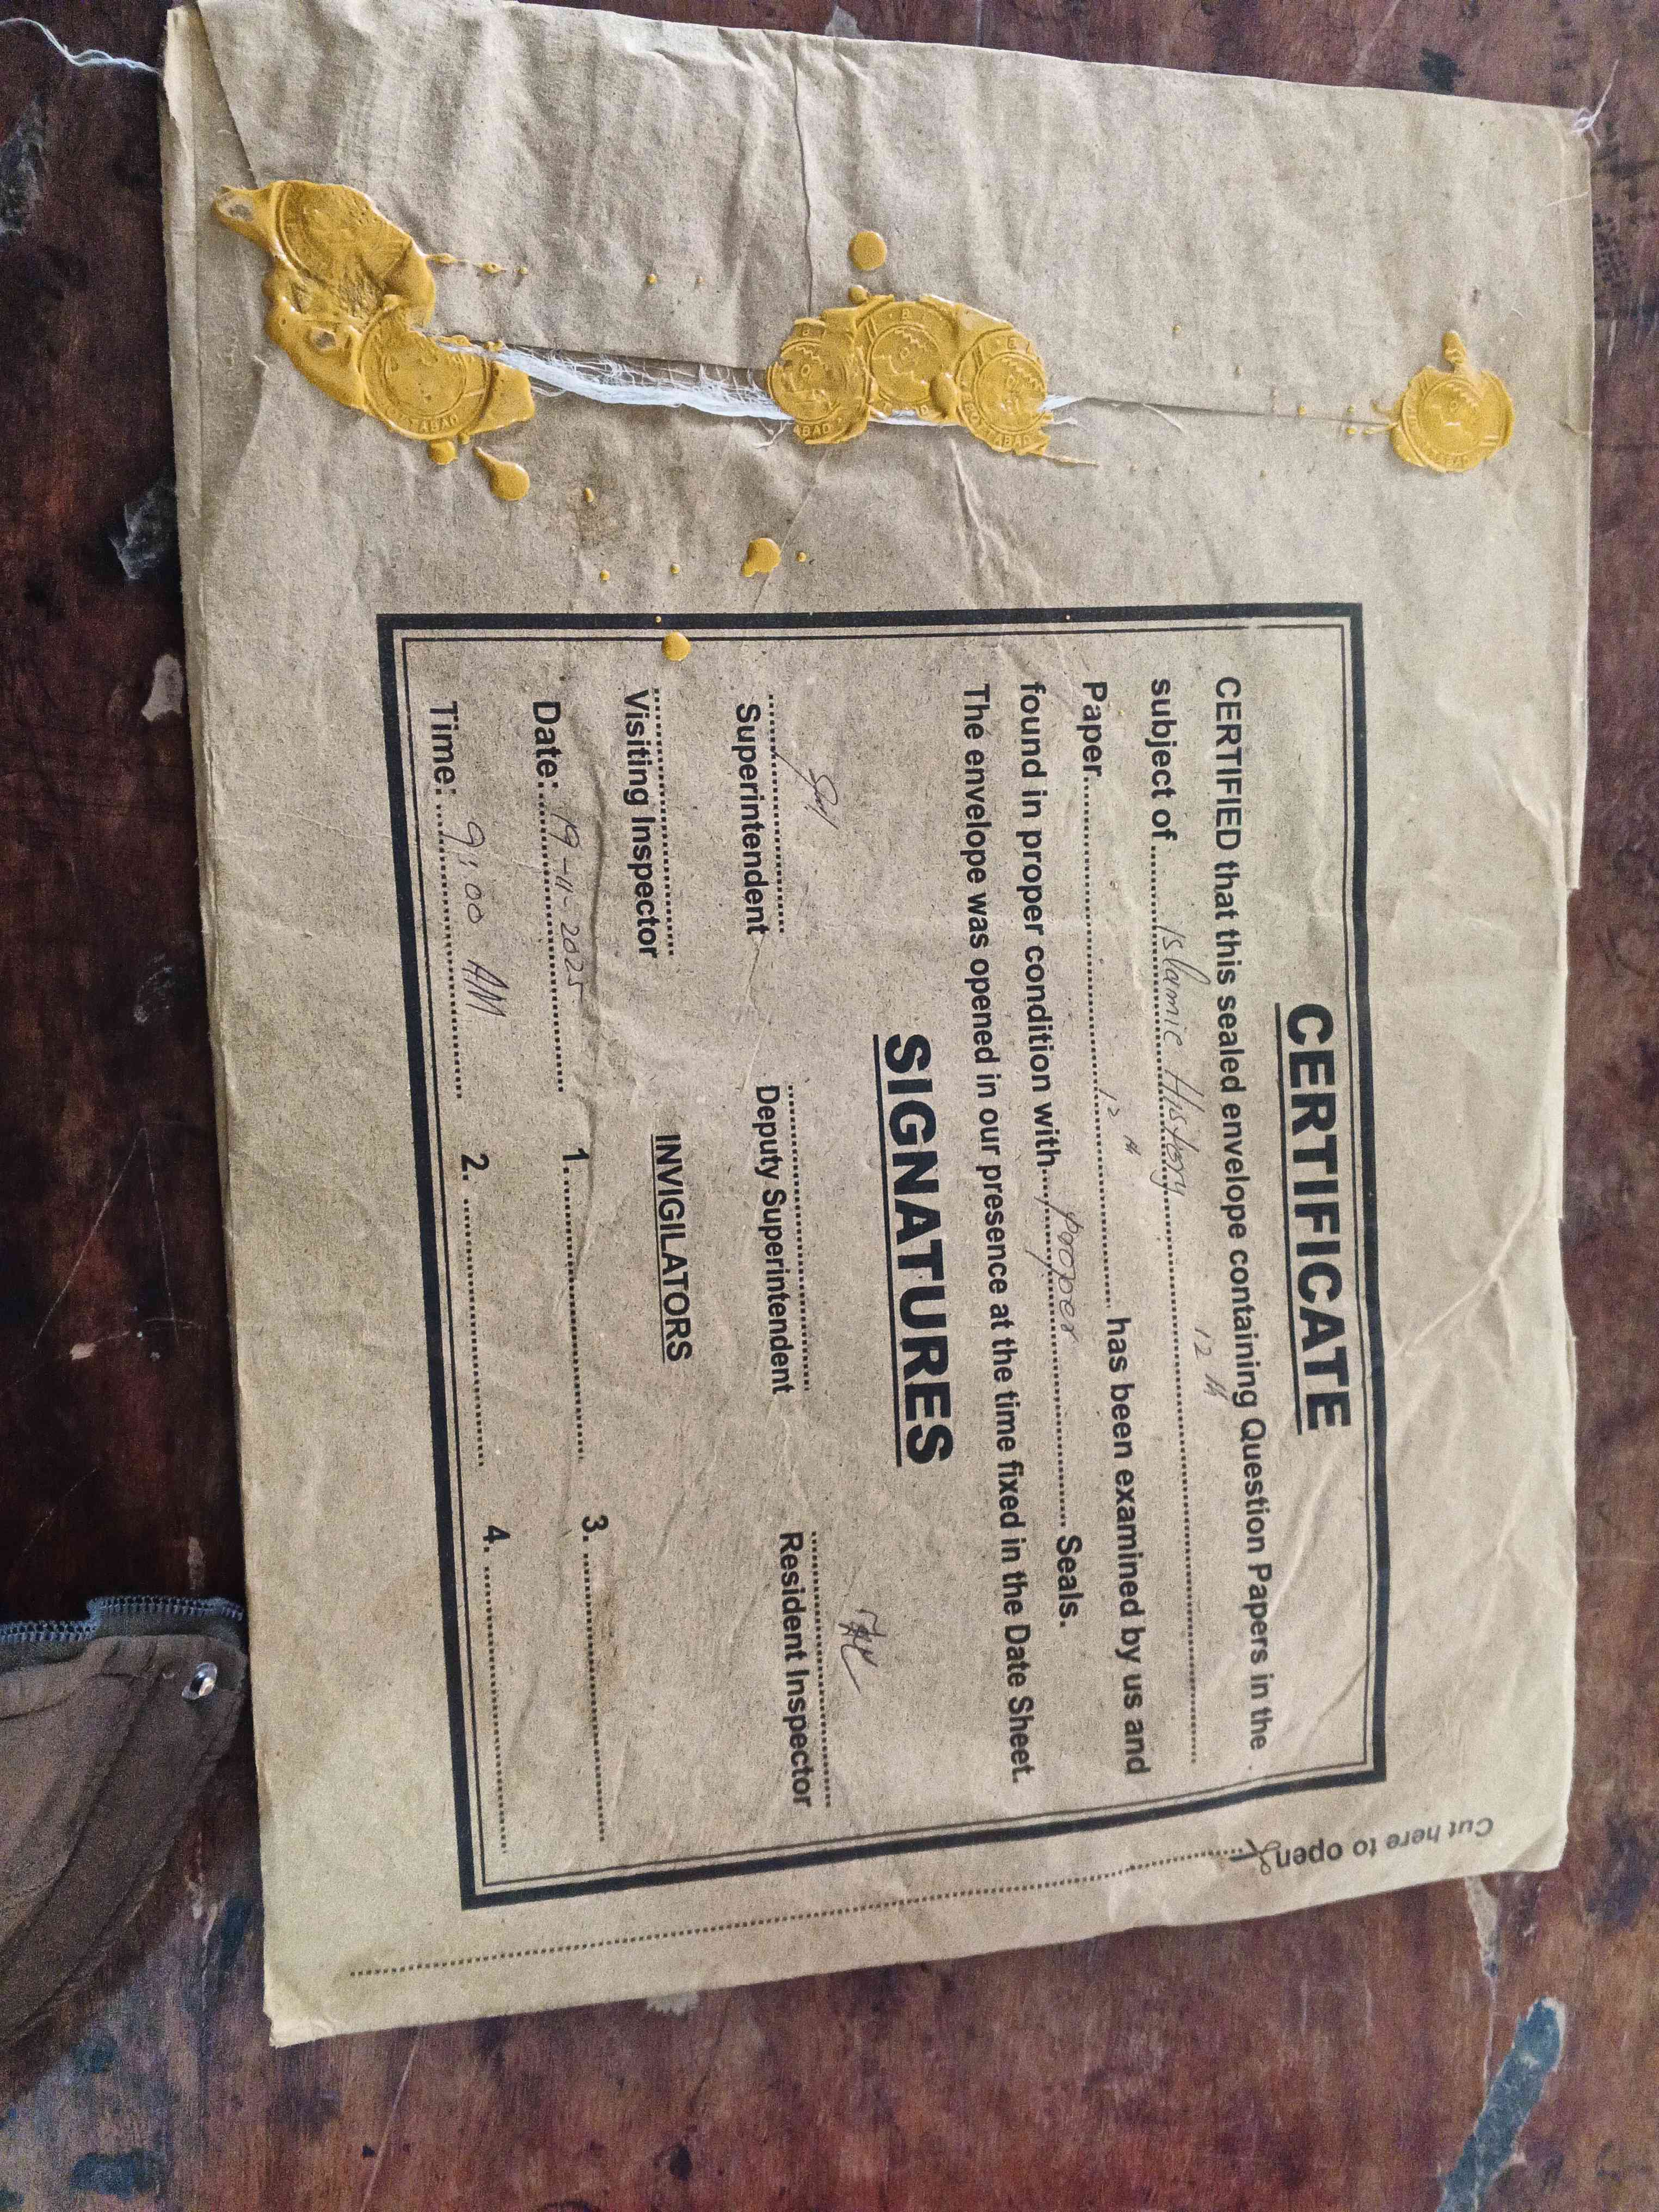 CERTIFICATE
12th
CERTIFIED that this sealed envelope containing Question Papers in the
subject of ..... Islamic History ...............
Paper............ 12th ............ has been examined by us and
found in proper condition with..... proper ............ Seals.
The envelope was opened in our presence at the time fixed in the Date Sheet.
SIGNATURES
Superintendent Deputy Superintendent Resident Inspector
Visiting Inspector INVIGILATORS
Date: 19-11-2025 1. 3.
Time: 9:00 AM 2. 4.
Cut here to open
ABAD
BOTTABAD
TABAD